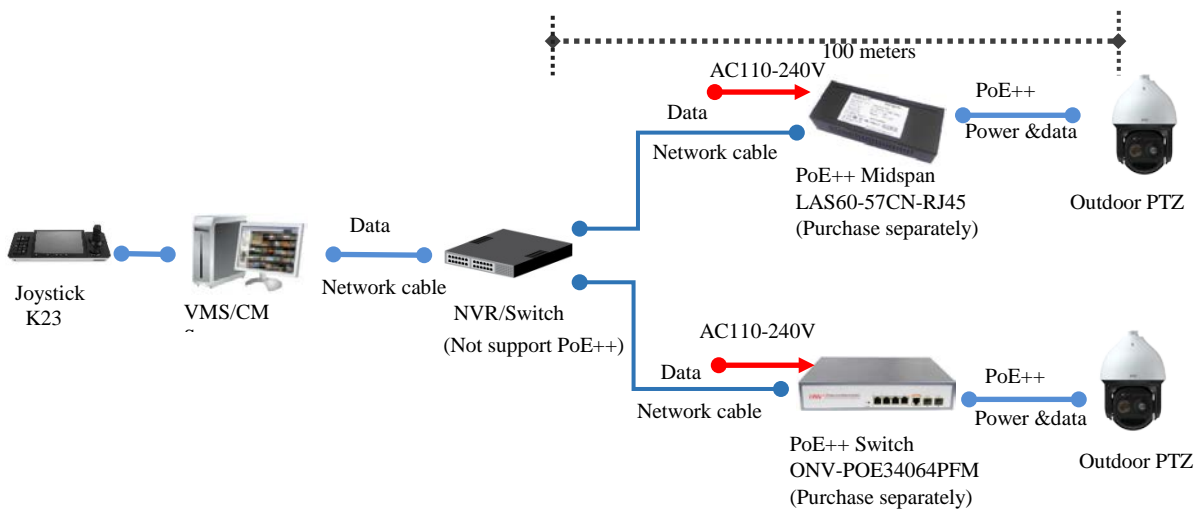 100 meters
AC110-240V
Data
Network cable
PoE++
Power &data
PoE++ Midspan
LAS60-57CN-RJ45
(Purchase separately)
Outdoor PTZ
Joystick
K23
VMS/CM
Data
Network cable
NVR/Switch
(Not support PoE++)
AC110-240V
Data
Network cable
PoE++
Power &data
PoE++ Switch
ONV-POE34064PFM
(Purchase separately)
Outdoor PTZ